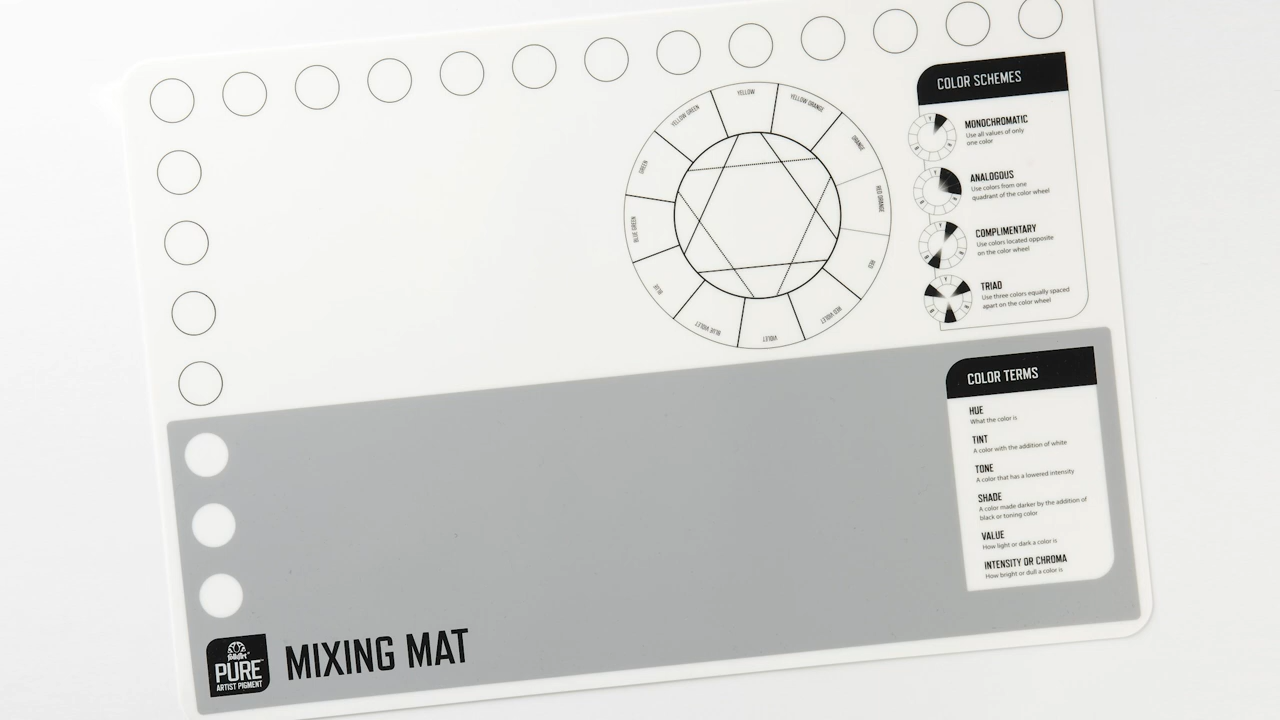 YELLOW
YELLOW ORANGE
ORANGE
RED ORANGE
RED
RED VIOLET
VIOLET
BLUE VIOLET
BLUE
BLUE GREEN
GREEN
YELLOW GREEN
COLOR SCHEMES
MONOCHROMATIC
Use all values of only
one color
ANALOGOUS
Use colors from one
quadrant of the color wheel
COMPLIMENTARY
Use colors located opposite
on the color wheel
TRIAD
Use three colors equally spaced
apart on the color wheel
COLOR TERMS
HUE
What the color is
TINT
A color with the addition of white
TONE
A color that has a lowered intensity
SHADE
A color made darker by the addition of
black or toning color
VALUE
How light or dark a color is
INTENSITY OR CHROMA
How bright or dull a color is
FolkArt
PURE™
ARTIST PIGMENT
MIXING MAT